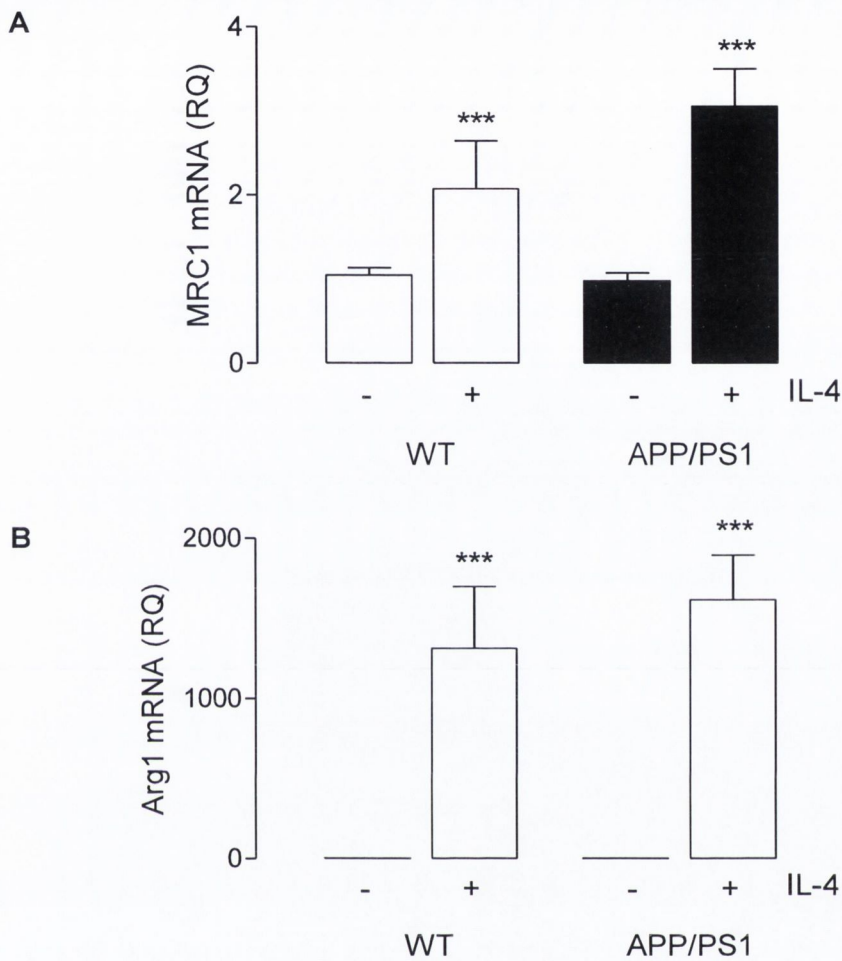 A
MRC1 mRNA (RQ)
4
2
0
***
***
- + - + IL-4
WT APP/PS1
B
Arg1 mRNA (RQ)
2000
1000
0
***
***
- + - + IL-4
WT APP/PS1